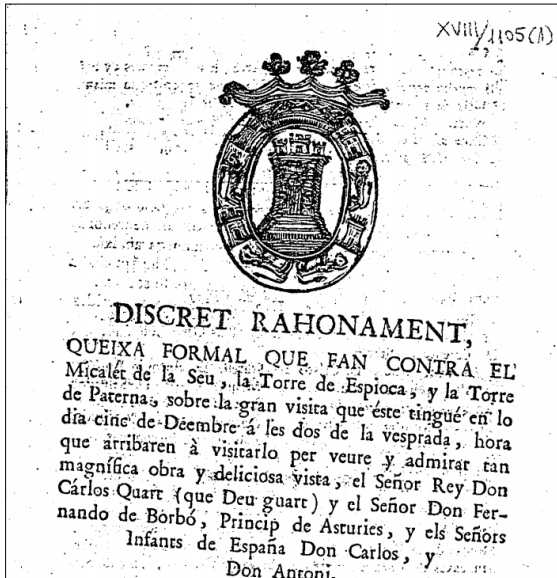 XVIII/1105(1)
DISCRET RAHONAMENT,
QUEIXA FORMAL QUE FAN CONTRA EL
Micalét de la Seu, la Torre de Espioca, y la Torre
de Paterna, sobre la gran visita que éste tingué en lo
dia cinc de Deembre á les dos de la vesprada, hora
que arribaren à visitarlo per veure y admirar tan
magnífica obra y deliciosa vista, el Señor Rey Don
Cárlos Quart (que Deu guart) y el Señor Don Fer-
nando de Borbó, Princip de Asturies, y els Señors
Infants de España Don Carlos, y
Don Antoni.